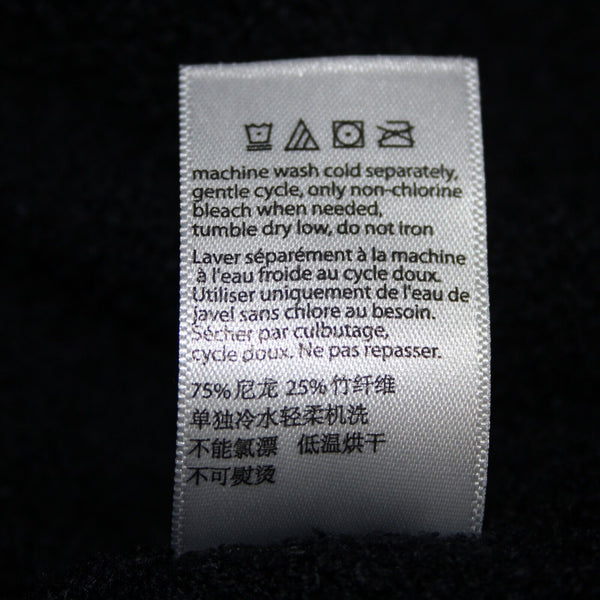 machine wash cold separately,
gentle cycle, only non-chlorine
bleach when needed,
tumble dry low, do not iron
Laver séparément à la machine
à l'eau froide au cycle doux.
Utiliser uniquement de l'eau de
javel sans chlore au besoin.
Sécher par culbutage,
cycle doux. Ne pas repasser.
75%尼龙 25%竹纤维
单独冷水轻柔机洗
不能氯漂 低温烘干
不可熨烫